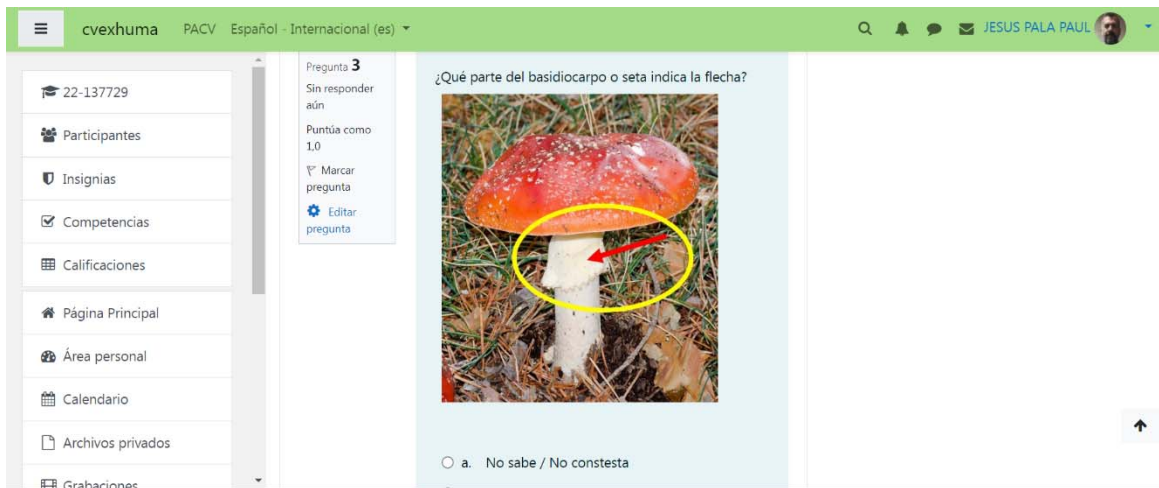 cvexhuma PACV Español - Internacional (es) JESUS PALA PAUL
22-137729
Participantes
Insignias
Competencias
Calificaciones
Página Principal
Área personal
Calendario
Archivos privados
Grabaciones
Pregunta 3
Sin responder
aún
Puntúa como
1,0
Marcar
pregunta
Editar
pregunta
¿Qué parte del basidiocarpo o seta indica la flecha?
a. No sabe / No constesta